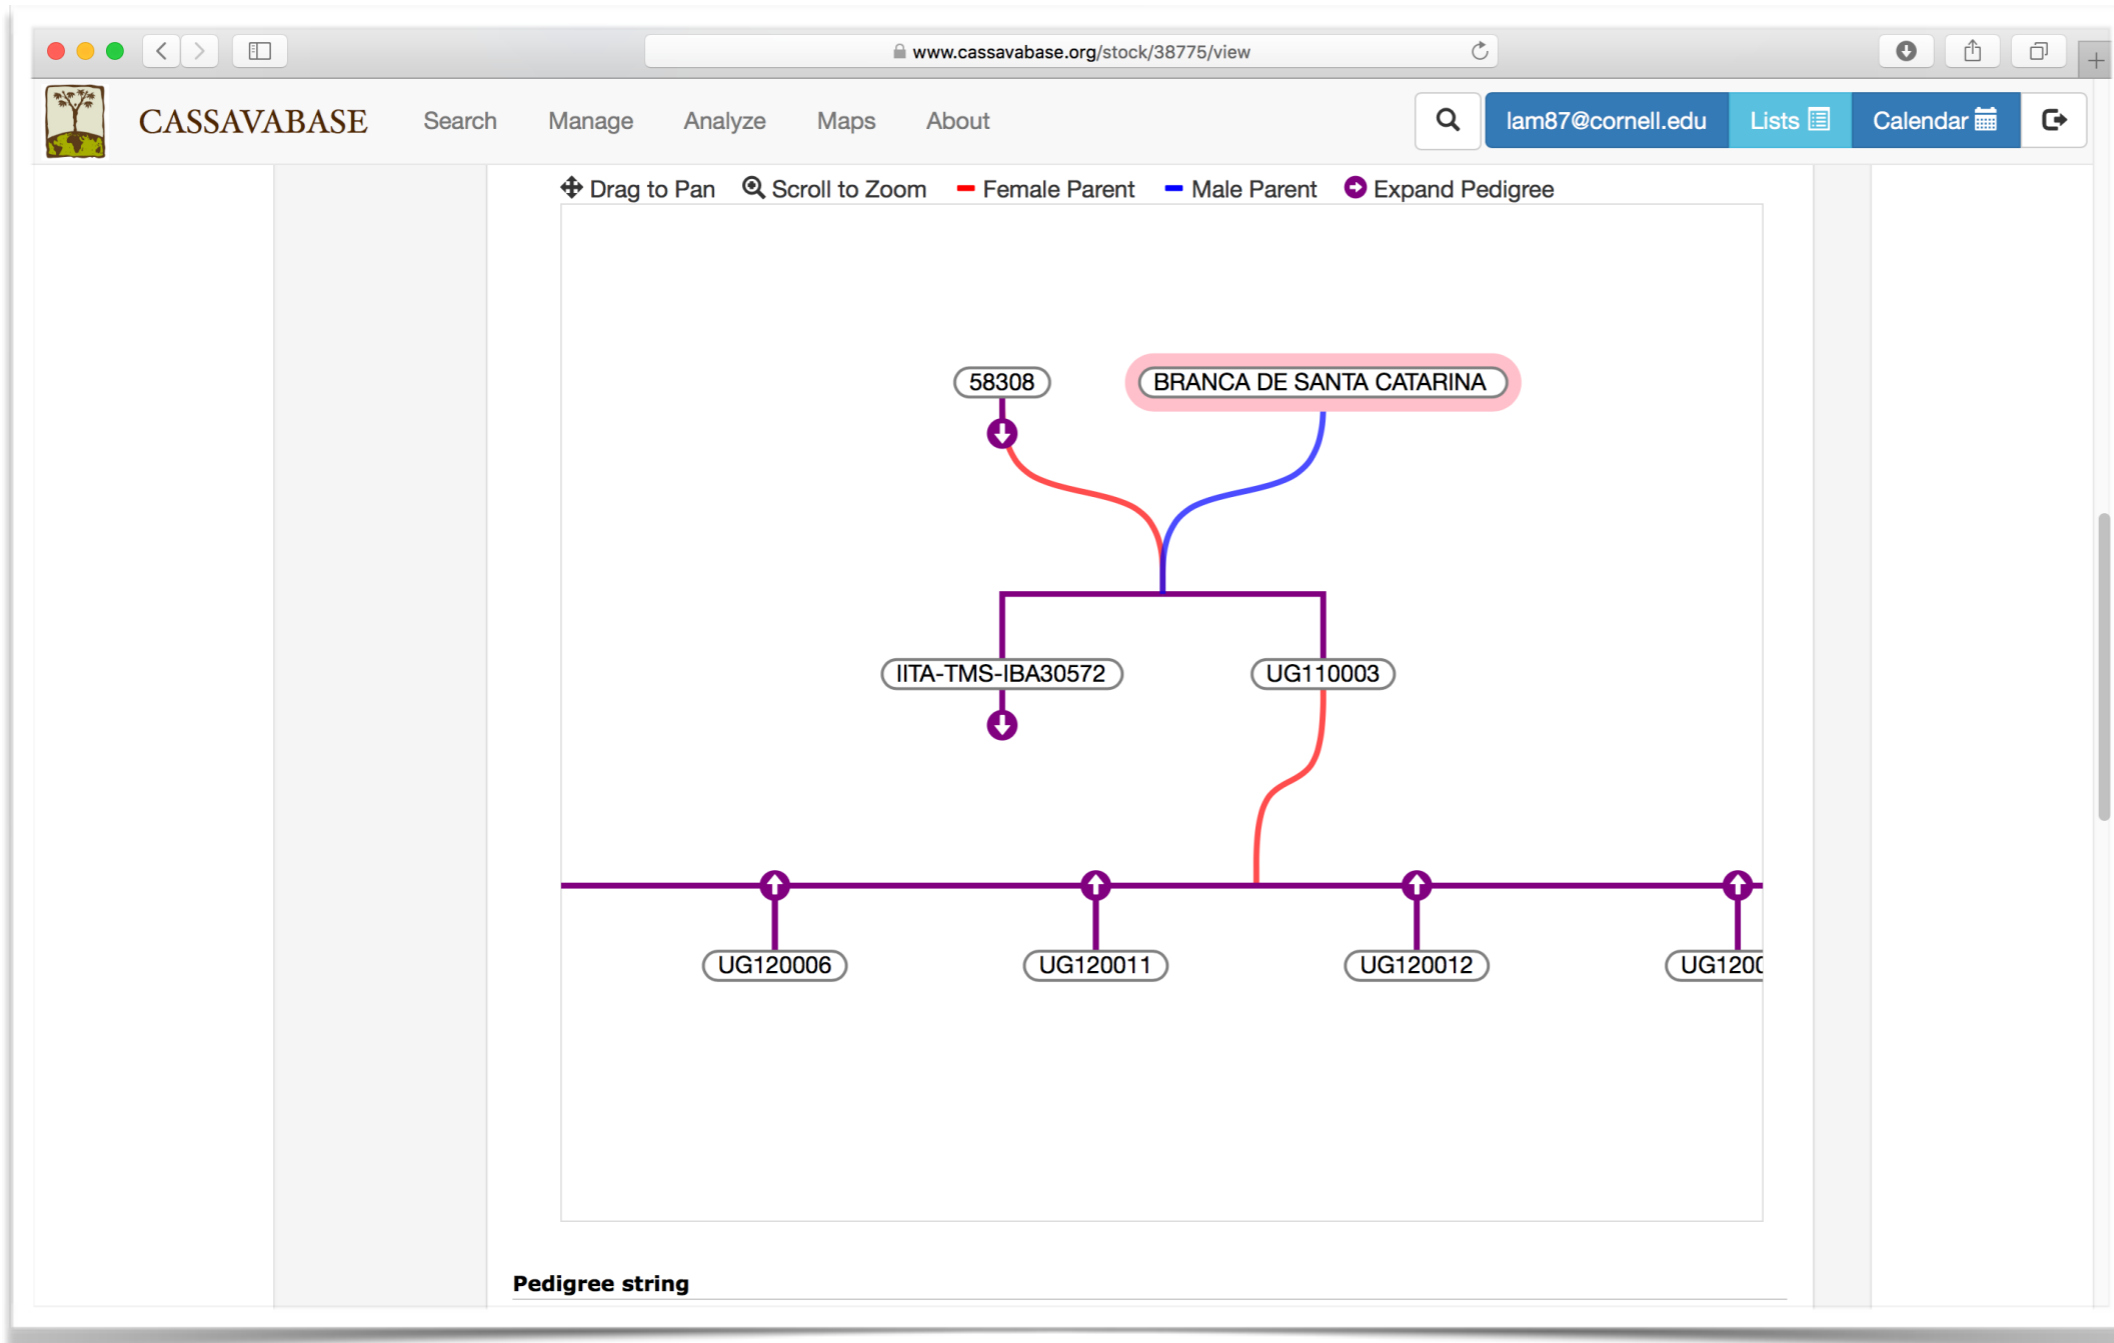 www.cassavabase.org/stock/38775/view
CASSAVABASE Search Manage Analyze Maps About lam87@cornell.edu Lists Calendar
Drag to Pan Scroll to Zoom Female Parent Male Parent Expand Pedigree
58308 BRANCA DE SANTA CATARINA
IITA-TMS-IBA30572 UG110003
UG120006 UG120011 UG120012 UG120
Pedigree string